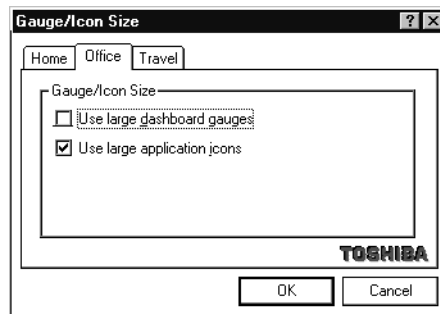 Gauge/Icon Size
Home Office Travel
Gauge/Icon Size
Use large dashboard gauges
Use large application icons
TOSHIBA
OK Cancel